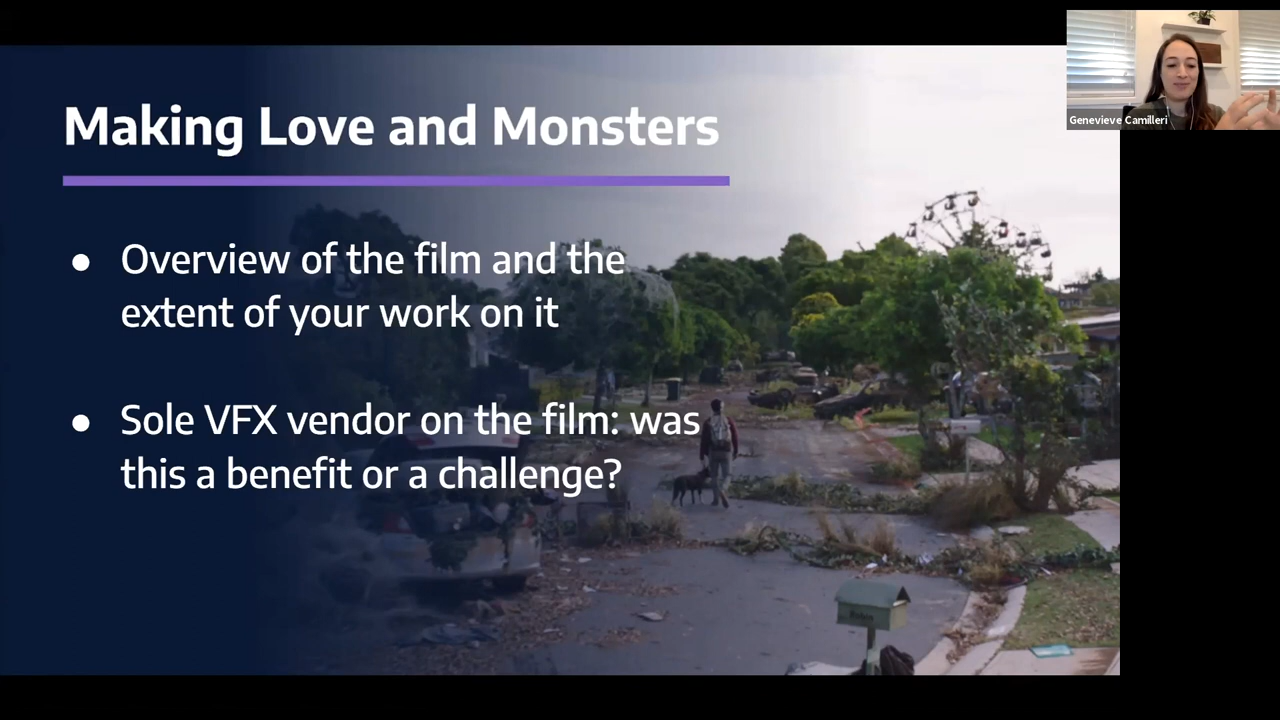 Making Love and Monsters
● Overview of the film and the
extent of your work on it
● Sole VFX vendor on the film: was
this a benefit or a challenge?
Genevieve Camilleri